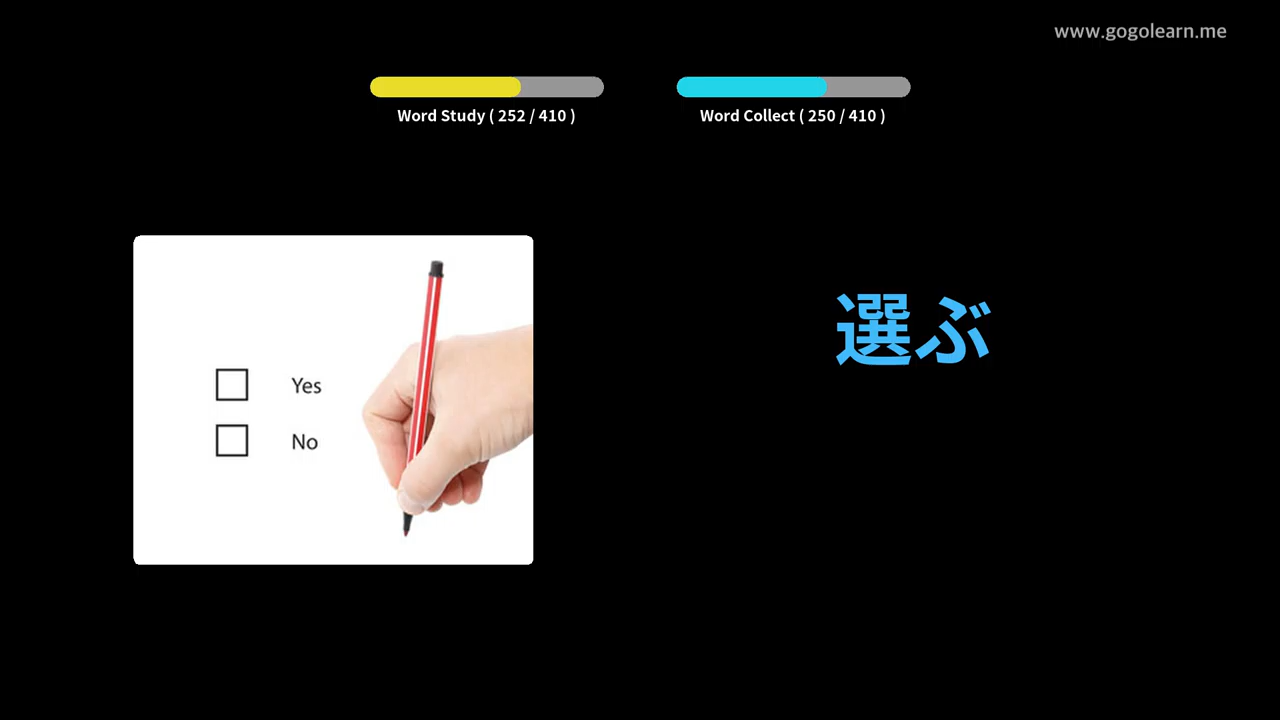 www.gogolearn.me
Word Study ( 252 / 410 )
Word Collect ( 250 / 410 )
Yes
No
選ぶ